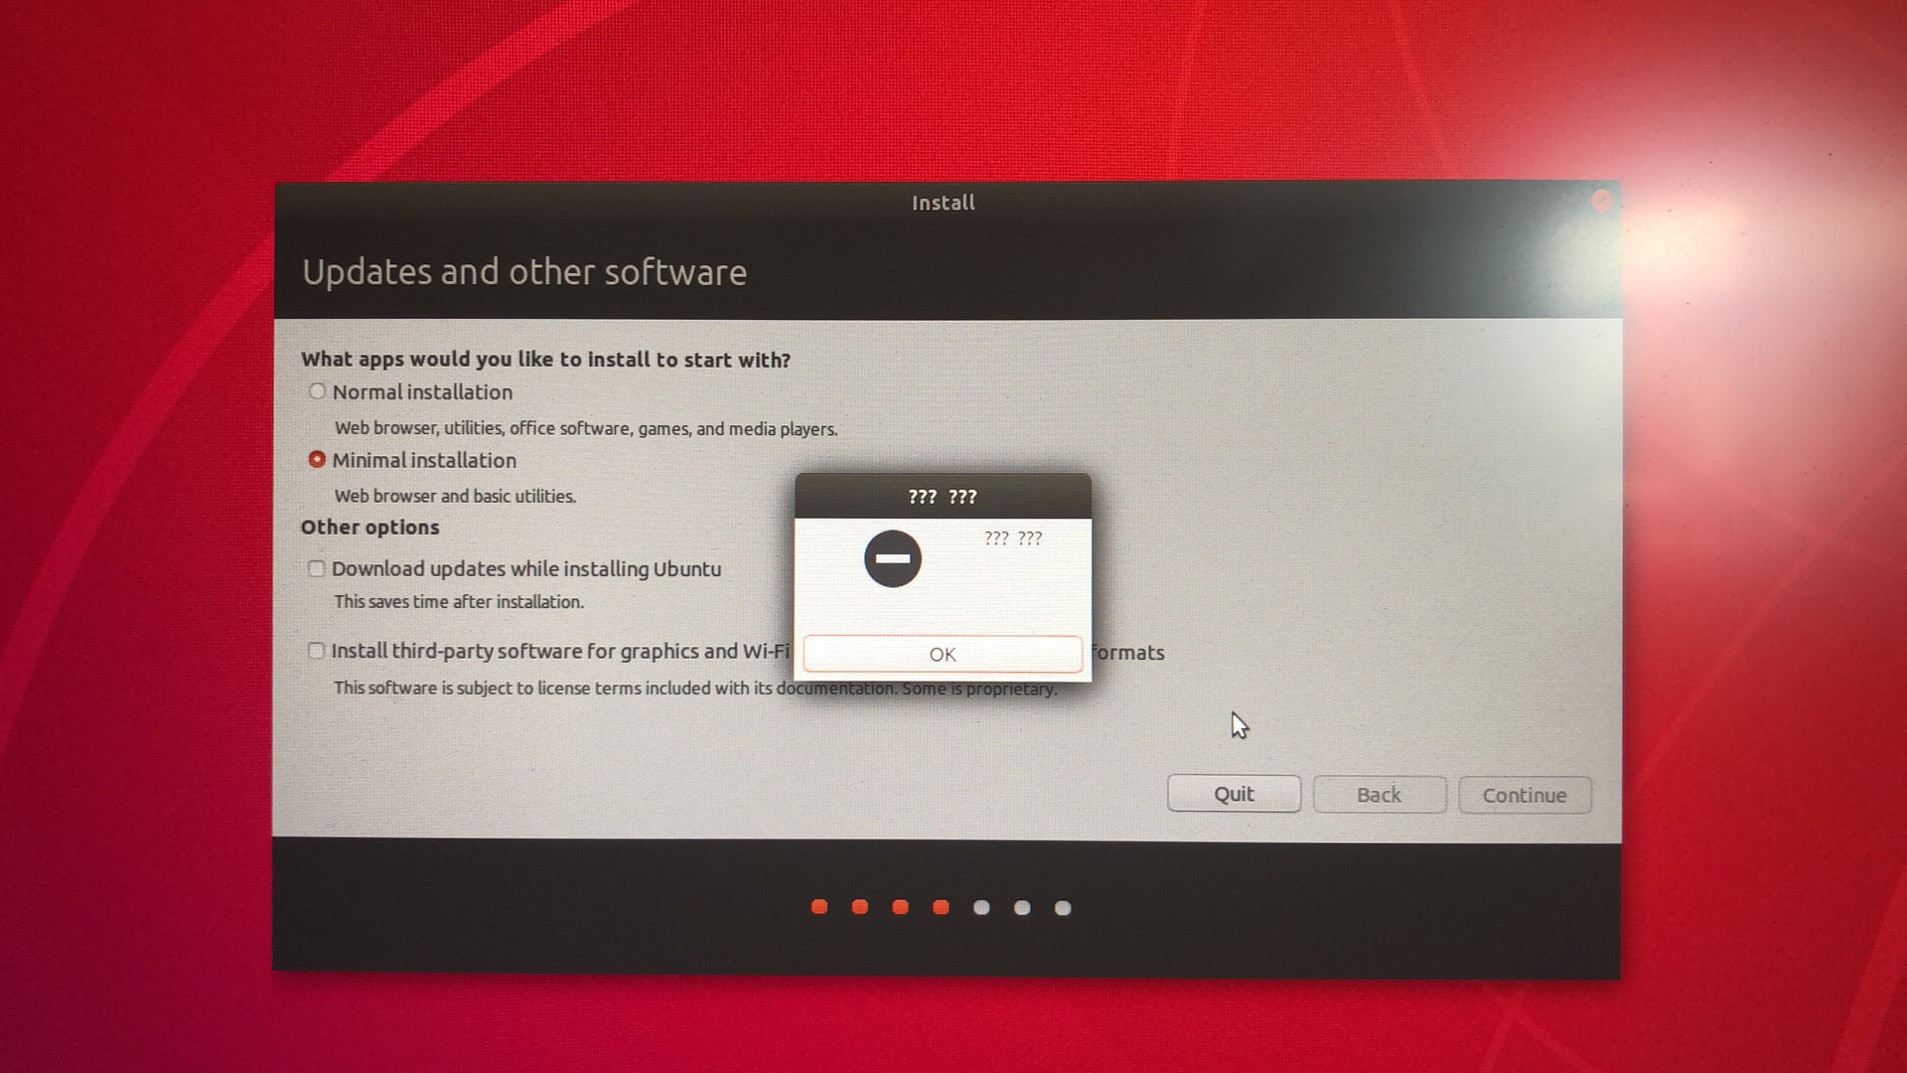 Install
Updates and other software
What apps would you like to install to start with?
Normal installation
Web browser, utilities, office software, games, and media players.
Minimal installation
Web browser and basic utilities.
Other options
Download updates while installing Ubuntu
This saves time after installation.
Install third-party software for graphics and Wi-Fi formats
This software is subject to license terms included with its documentation. Some is proprietary.
??? ???
??? ???
OK
Quit Back Continue